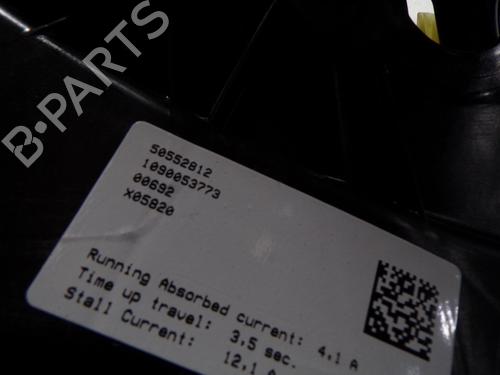 B-PARTS
50552812
1090053773
00692
X05820
Running Absorbed current: 4,1 A
Time up travel: 3,5 sec.
Stall Current: 12,1 A